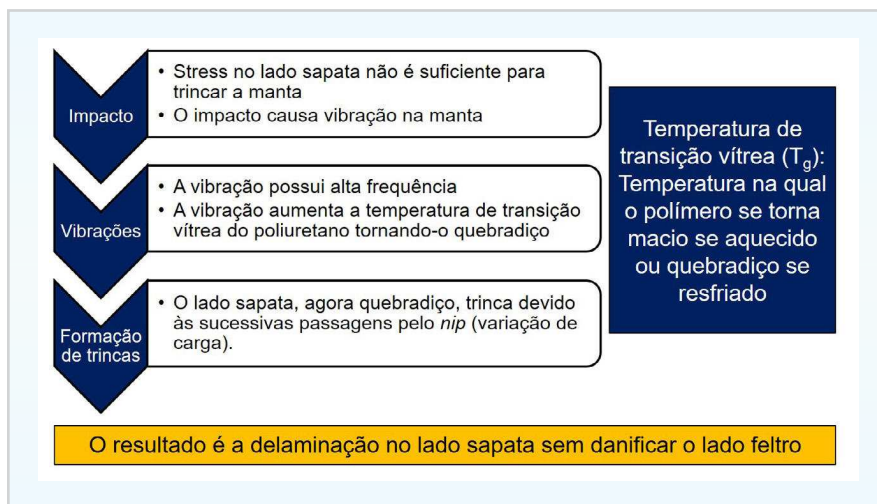 Impacto
• Stress no lado sapata não é suficiente para
trincar a manta
• O impacto causa vibração na manta
Vibrações
• A vibração possui alta frequência
• A vibração aumenta a temperatura de transição
vítrea do poliuretano tornando-o quebradiço
Formação
de trincas
• O lado sapata, agora quebradiço, trinca devido
às sucessivas passagens pelo nip (variação de
carga).
Temperatura de
transição vítrea (Tg):
Temperatura na qual
o polímero se torna
macio se aquecido
ou quebradiço se
resfriado
O resultado é a delaminação no lado sapata sem danificar o lado feltro